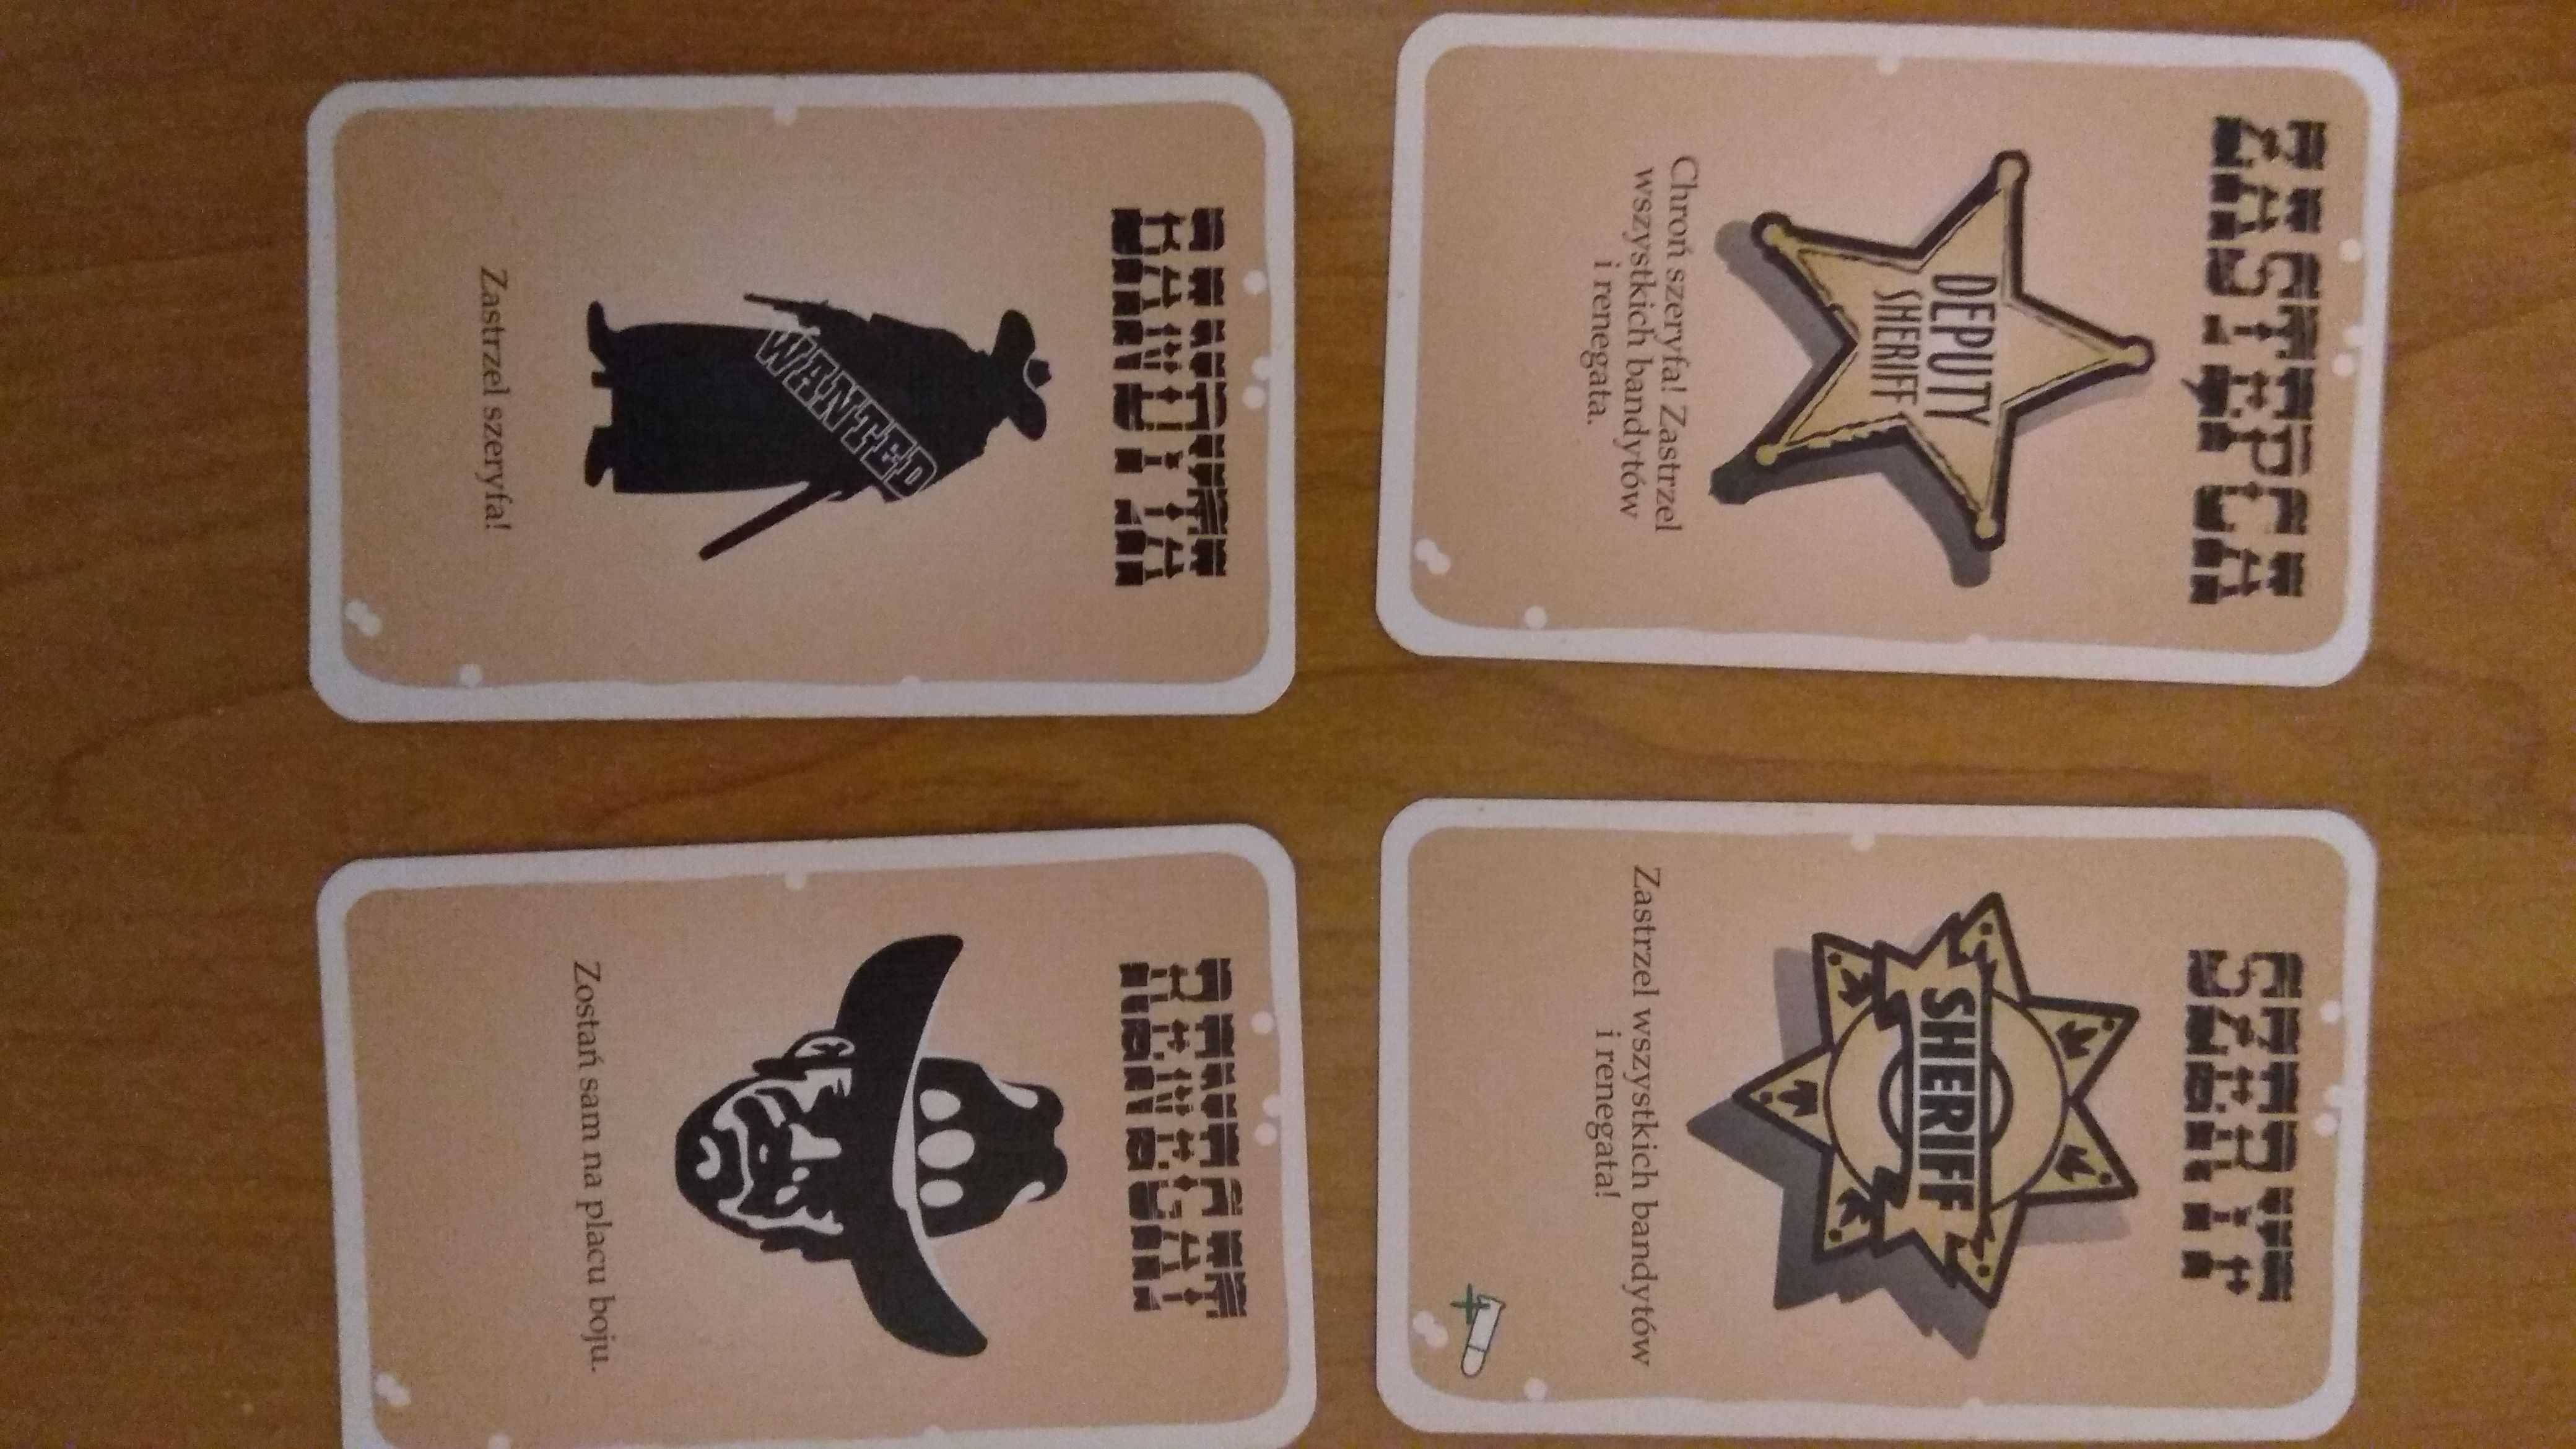 ZASTĘPCA
DEPUTY
SHERIFF
Chroń szeryfa! Zastrzel
wszystkich bandytów
i renegata.
SZERYF
SHERIFF
Zastrzel wszystkich bandytów
i renegata!
BANDYTA
WANTED
Zastrzel szeryfa!
RENEGAT
Zostań sam na placu boju.